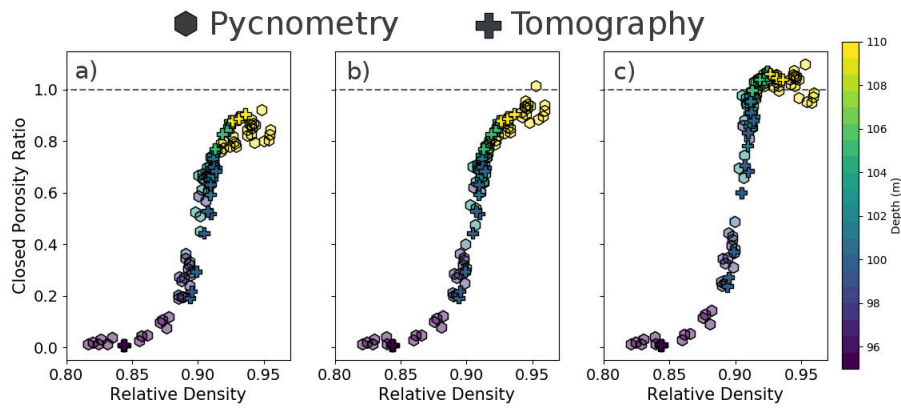 Pycnometry Tomography
a) b) c)
Closed Porosity Ratio
1.0
0.8
0.6
0.4
0.2
0.0
0.80 0.85 0.90 0.95
0.80 0.85 0.90 0.95
0.80 0.85 0.90 0.95
Relative Density Relative Density Relative Density
110
108
106
104
102
100
98
96
Depth (m)